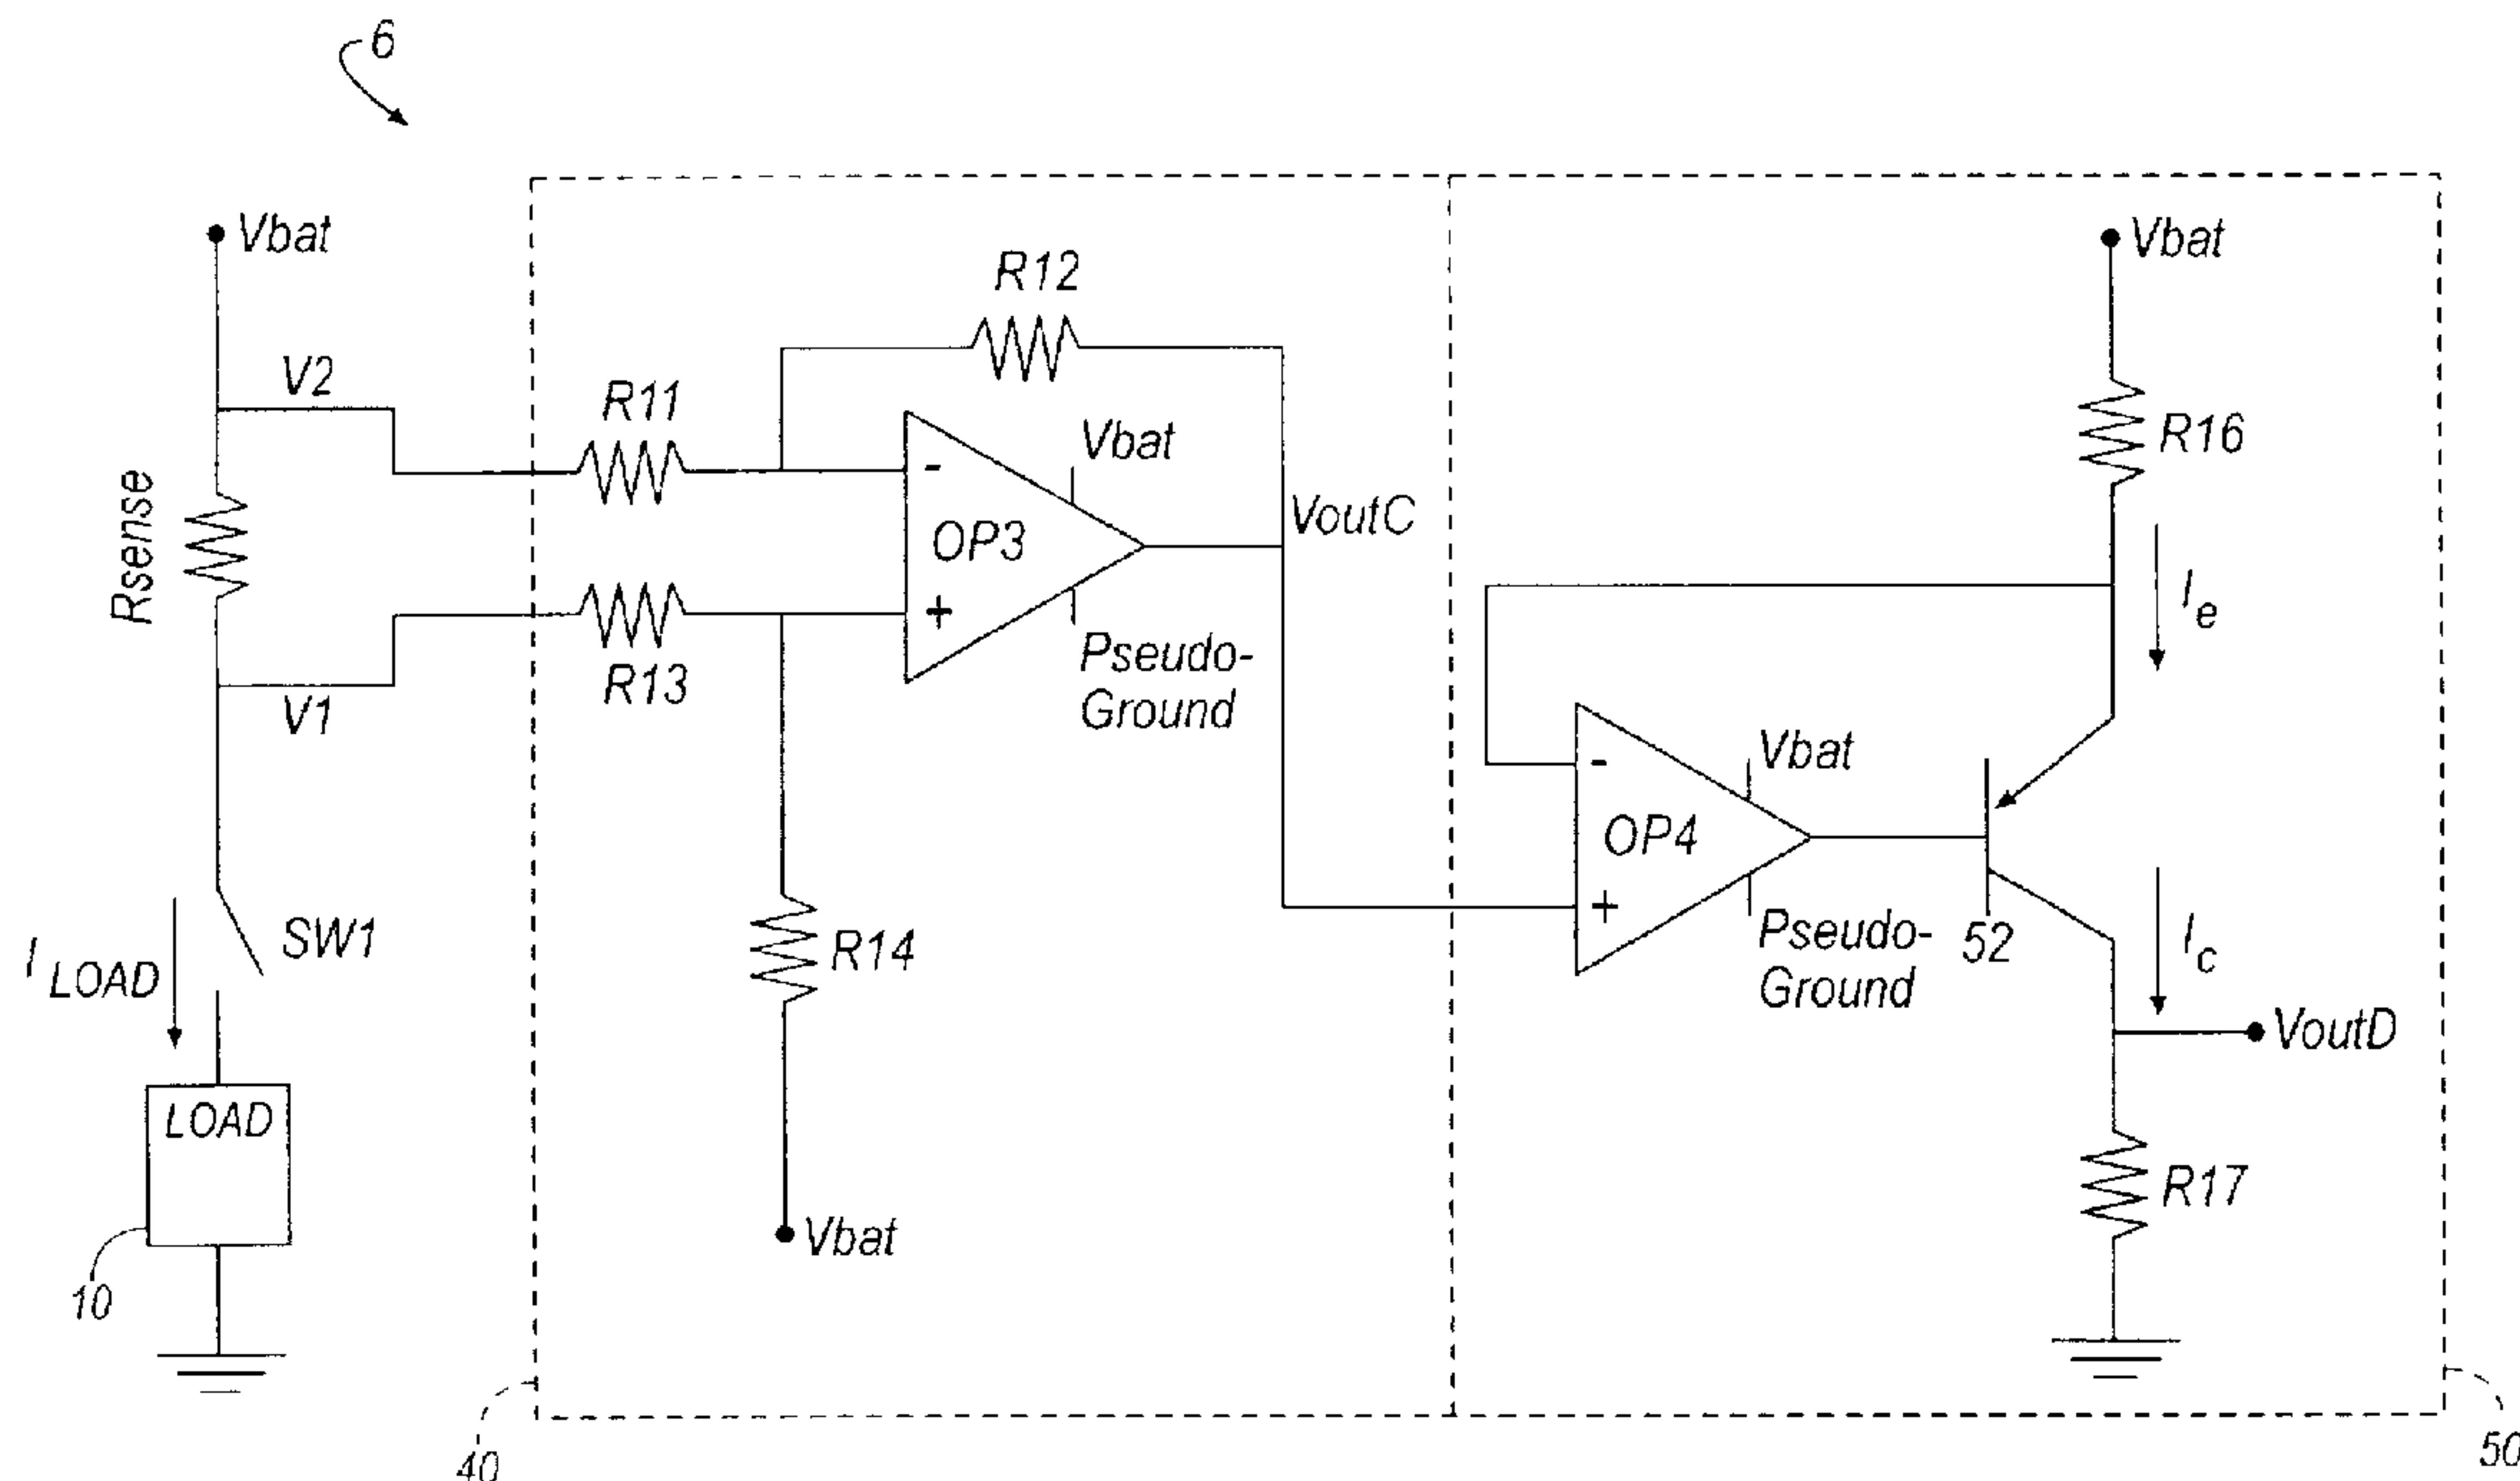 6
Vbat
Vbat
R12
V2
R11
Vbat
R16
Rsense
-
OP3
VoutC
+
I e
Pseudo-
Ground
R13
V1
-
Vbat
OP4
+
SW1
I LOAD
R14
Pseudo-
Ground
52
I c
VoutD
LOAD
R17
Vbat
10
40
50